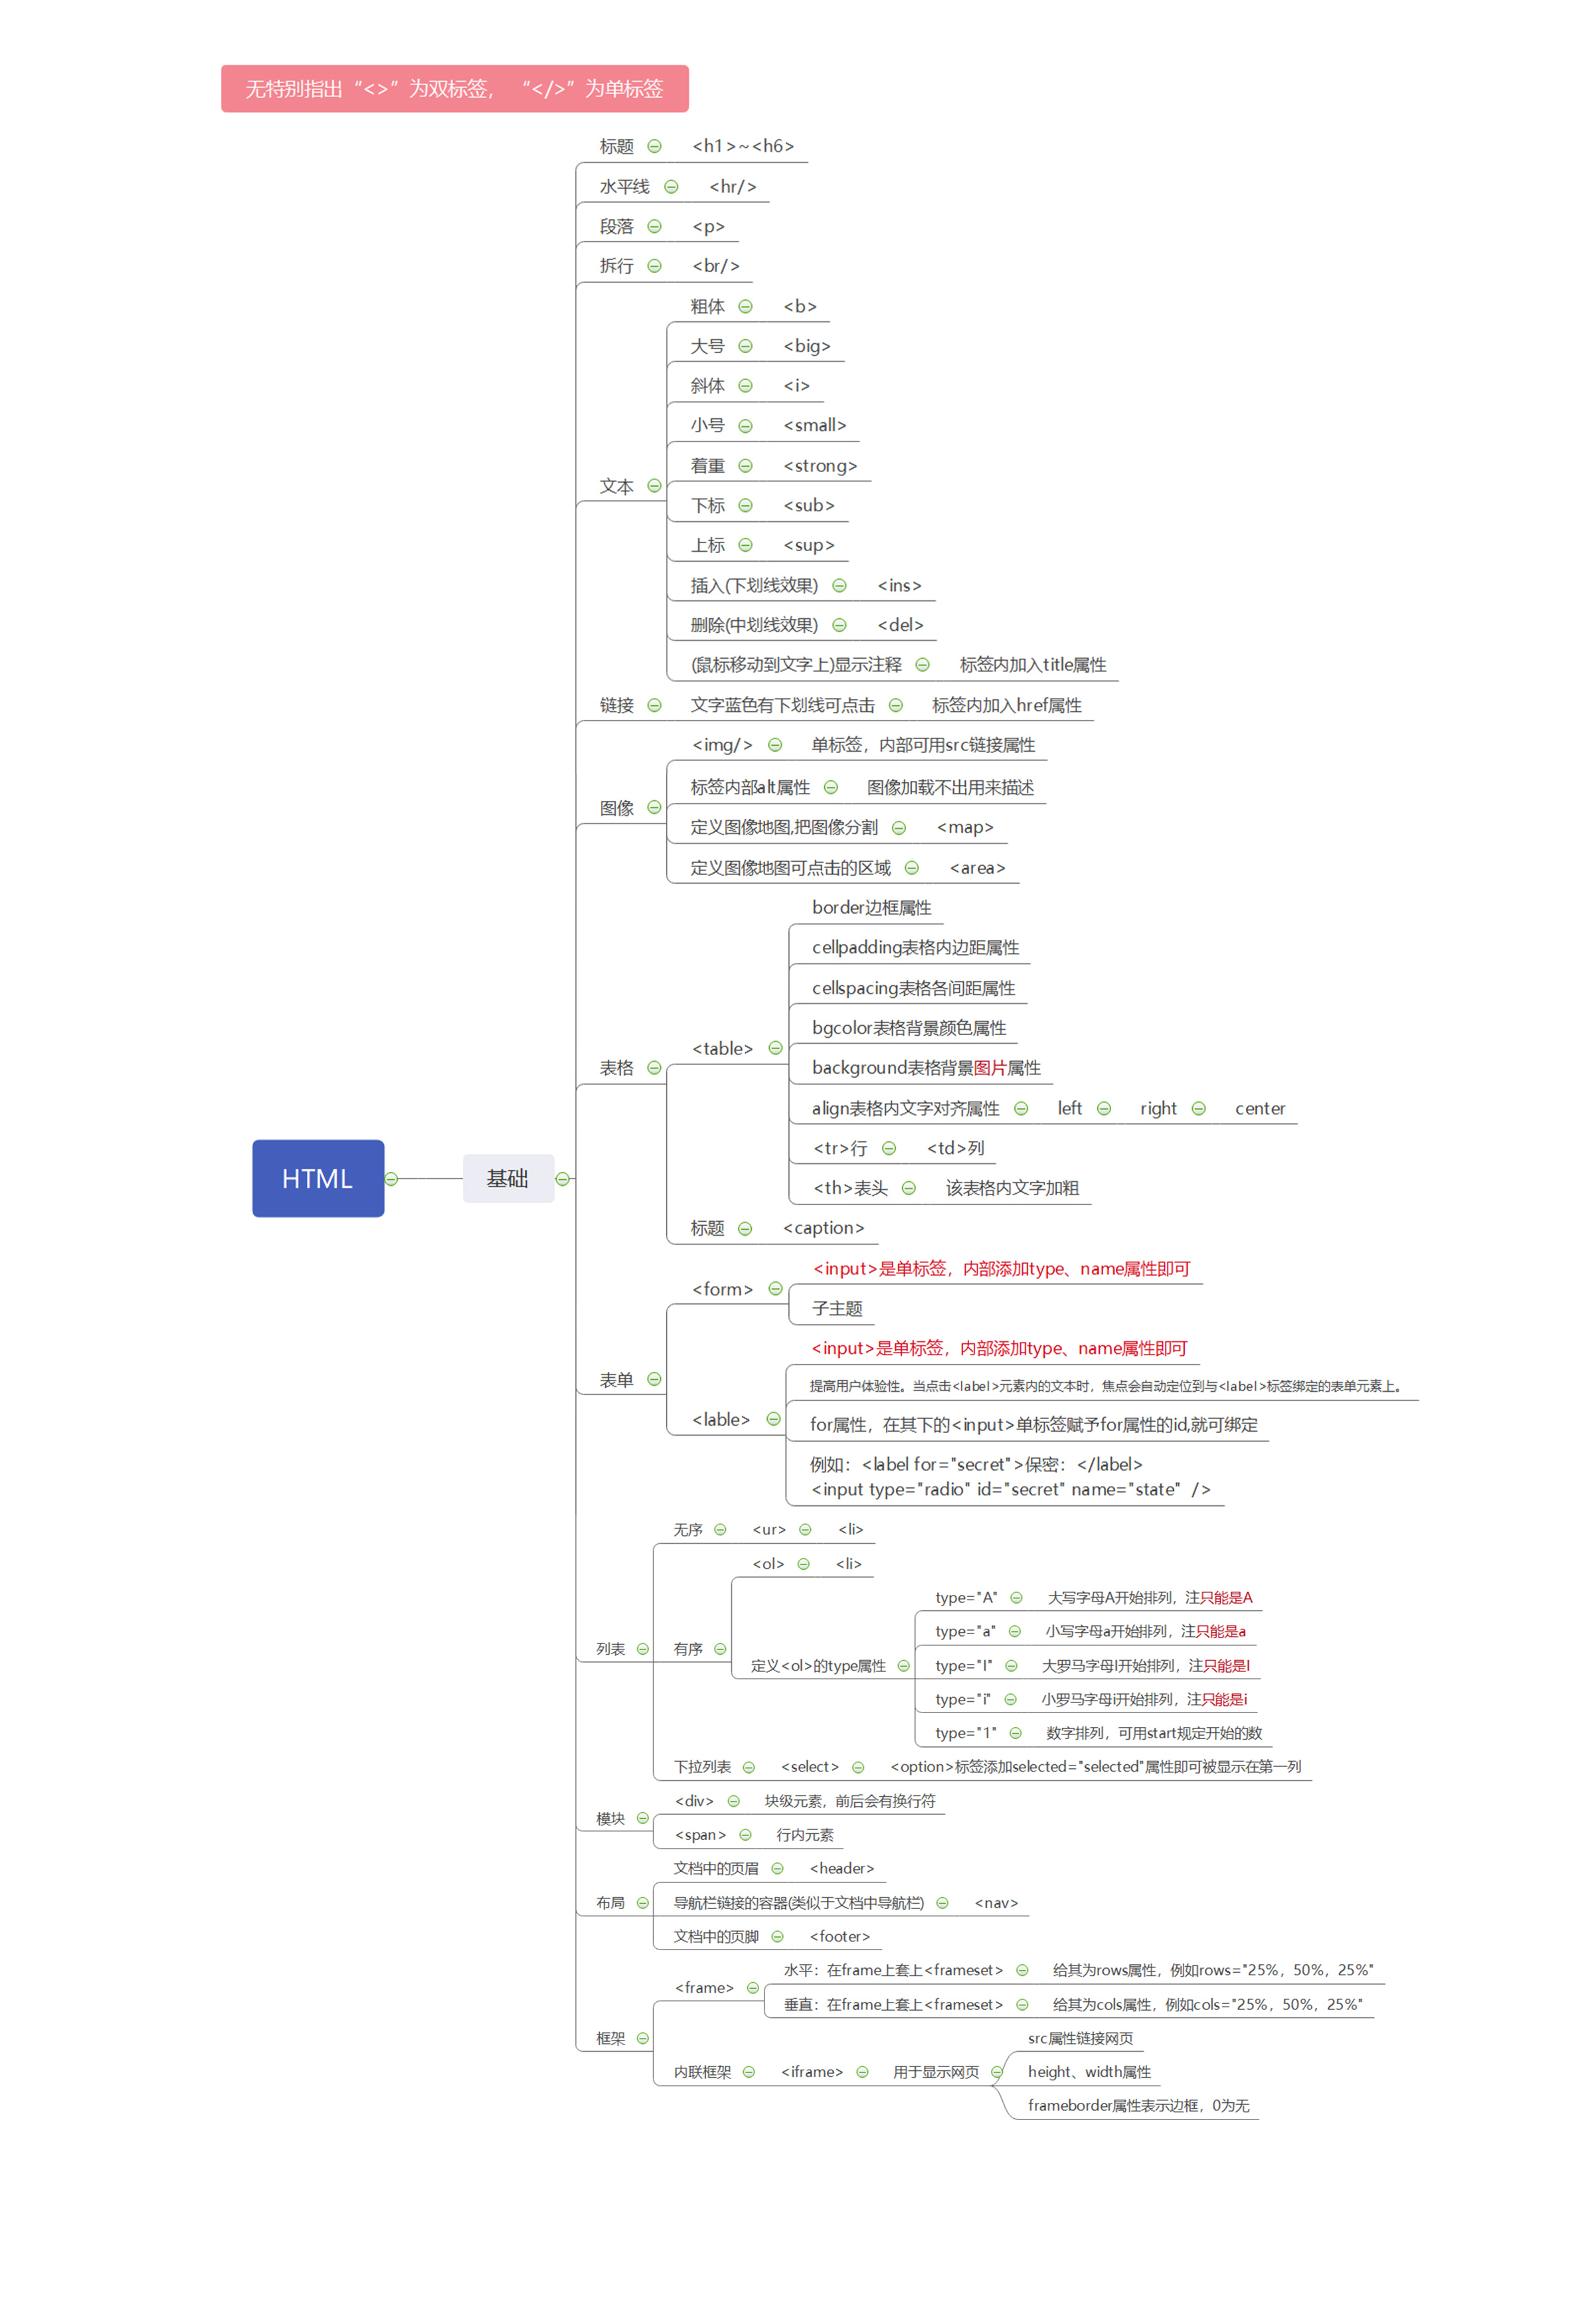 无特别指出“<>”为双标签，“</>”为单标签
标题 <h1>~<h6>
水平线 <hr/>
段落 <p>
拆行 <br/>
粗体 <b>
大号 <big>
斜体 <i>
小号 <small>
着重 <strong>
文本
下标 <sub>
上标 <sup>
插入(下划线效果) <ins>
删除(中划线效果) <del>
(鼠标移动到文字上)显示注释 标签内加入title属性
链接 文字蓝色有下划线可点击 标签内加入href属性
<img/> 单标签，内部可用src链接属性
标签内部alt属性 图像加载不出用来描述
图像
定义图像地图,把图像分割 <map>
定义图像地图可点击的区域 <area>
border边框属性
cellpadding表格内边距属性
cellspacing表格各间距属性
bgcolor表格背景颜色属性
<table>
表格
background表格背景图片属性
align表格内文字对齐属性 left right center
<tr>行 <td>列
HTML 基础
<th>表头 该表格内文字加粗
标题 <caption>
<form>
<input>是单标签，内部添加type、name属性即可
子主题
表单
<lable>
<input>是单标签，内部添加type、name属性即可
提高用户体验性。当点击<label>元素内的文本时，焦点会自动定位到与<label>标签绑定的表单元素上。
for属性，在其下的<input>单标签赋予for属性的id,就可绑定
例如：<label for="secret">保密：</label>
<input type="radio" id="secret" name="state" />
无序 <ur> <li>
<ol> <li>
列表 有序
定义<ol>的type属性
type="A" 大写字母A开始排列，注只能是A
type="a" 小写字母a开始排列，注只能是a
type="I" 大罗马字母I开始排列，注只能是I
type="i" 小罗马字母i开始排列，注只能是i
type="1" 数字排列，可用start规定开始的数
下拉列表 <select> <option>标签添加selected="selected"属性即可被显示在第一列
模块
<div> 块级元素，前后会有换行符
<span> 行内元素
文档中的页眉 <header>
布局 导航栏链接的容器(类似于文档中导航栏) <nav>
文档中的页脚 <footer>
<frame>
水平：在frame上套上<frameset> 给其为rows属性，例如rows="25%，50%，25%"
垂直：在frame上套上<frameset> 给其为cols属性，例如cols="25%，50%，25%"
框架
内联框架 <iframe> 用于显示网页
src属性链接网页
height、width属性
frameborder属性表示边框，0为无